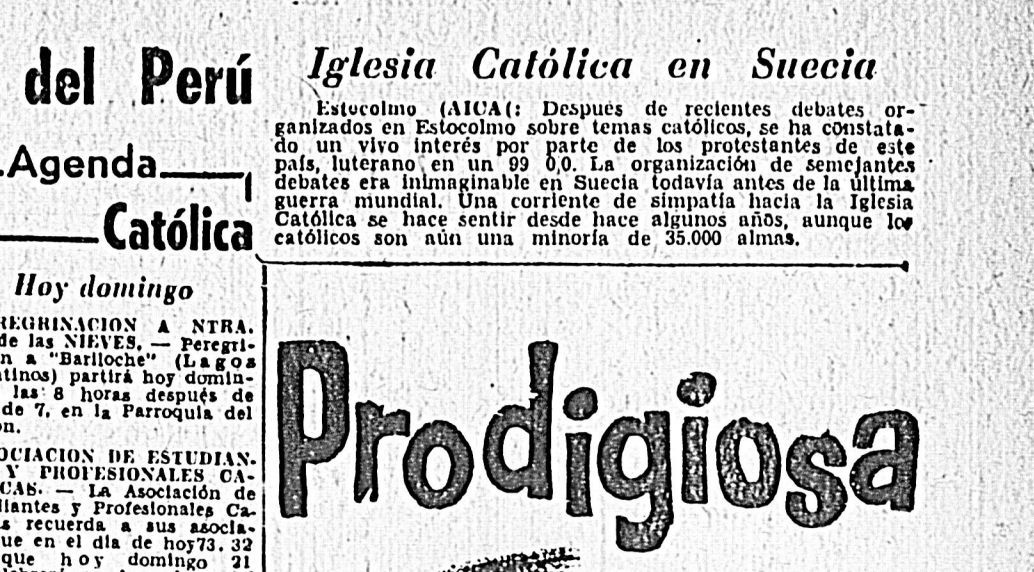 del Perú
Agenda
Católica
Hoy domingo
REGRINACION A NTRA.
de las NIEVES. — Peregri-
n a "Bariloche" (Lagos
tinos) partirá hoy domin-
las 8 horas después de
de 7, en la Parroquia del
on.
OCIACION DE ESTUDIAN.
Y PROFESIONALES CA-
CAS. — La Asociación de
diantes y Profesionales Ca-
s recuerda a sus asocia-
que en el día de hoy73. 32
que hoy domingo 21
Iglesia Católica en Suecia
Estocolmo (AICA(: Después de recientes debates or-
ganizados en Estocolmo sobre temas católicos, se ha constata-
do un vivo interés por parte de los protestantes de este
país, luterano en un 99 0,0. La organización de semejantes
debates era inimaginable en Suecia todavía antes de la última
guerra mundial. Una corriente de simpatía hacia la Iglesia
Católica se hace sentir desde hace algunos años, aunque los
católicos son aún una minoría de 35.000 almas.
Prodigiosa